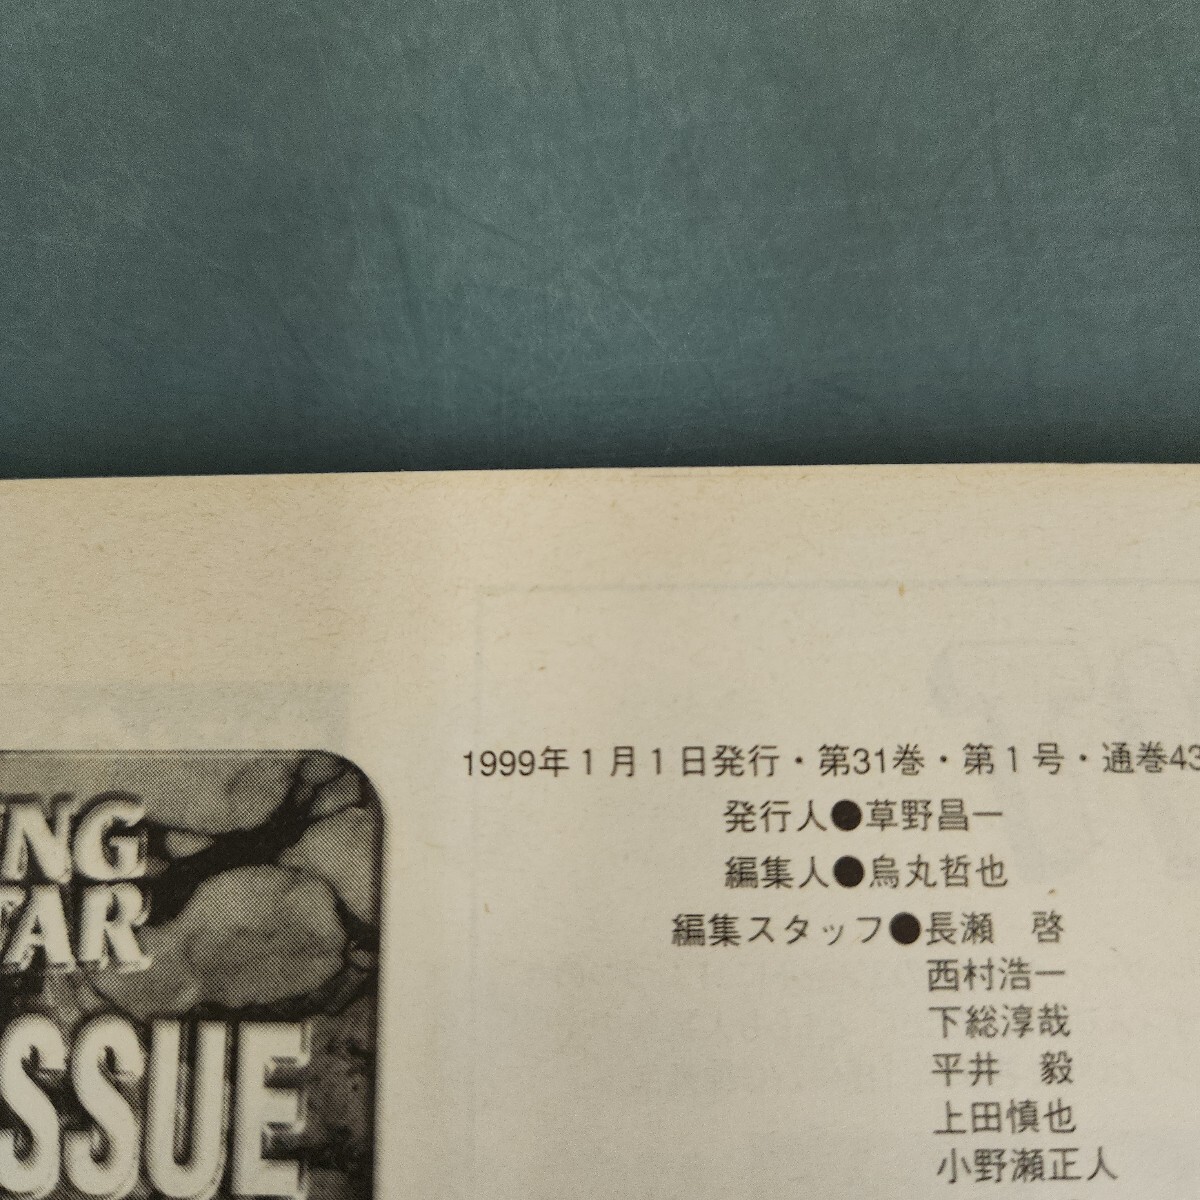 1999年1月1日発行・第31巻・第1号・通巻43
発行人●草野昌一
編集人●烏丸哲也
編集スタッフ●長瀬　啓
西村浩一
下総淳哉
平井　毅
上田慎也
小野瀬正人
NG
TAR
SSUE